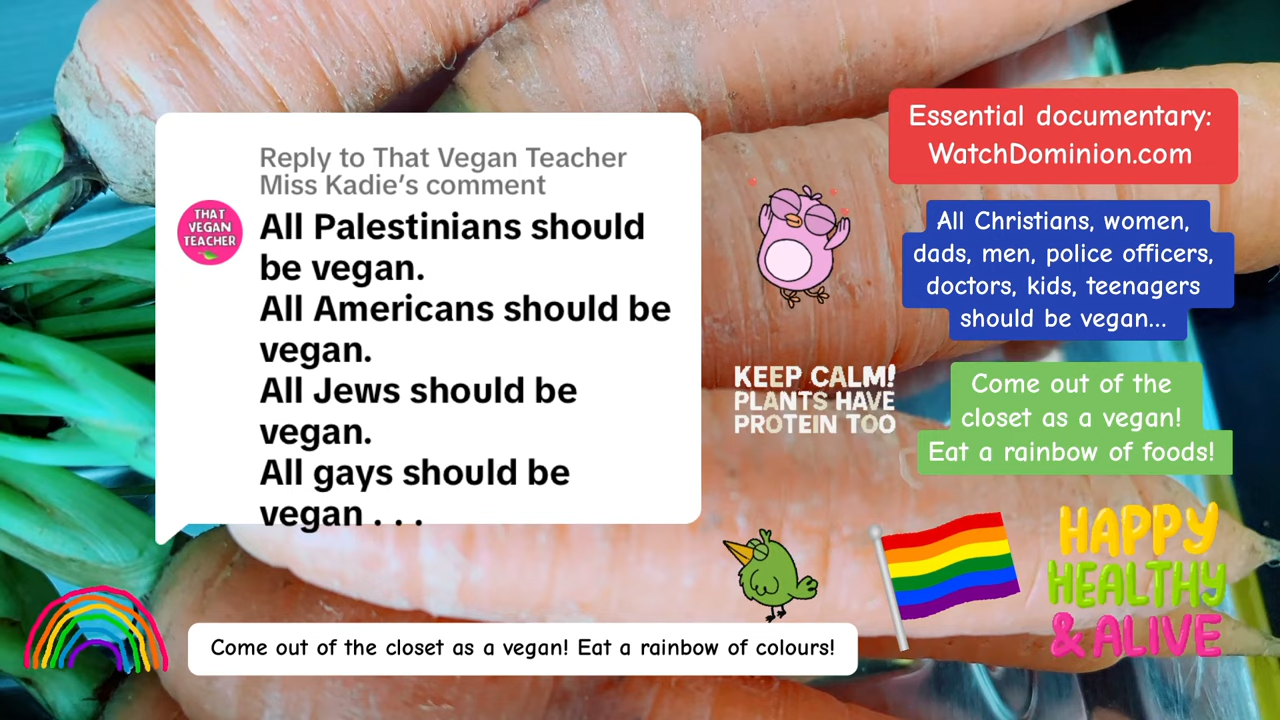 Reply to That Vegan Teacher
Miss Kadie's comment
THAT
VEGAN
TEACHER
All Palestinians should
be vegan.
All Americans should be
vegan.
All Jews should be
vegan.
All gays should be
vegan . . .
Essential documentary:
WatchDominion.com
All Christians, women,
dads, men, police officers,
doctors, kids, teenagers
should be vegan...
KEEP CALM!
PLANTS HAVE
PROTEIN TOO
Come out of the
closet as a vegan!
Eat a rainbow of foods!
HAPPY
HEALTHY
& ALIVE
Come out of the closet as a vegan! Eat a rainbow of colours!